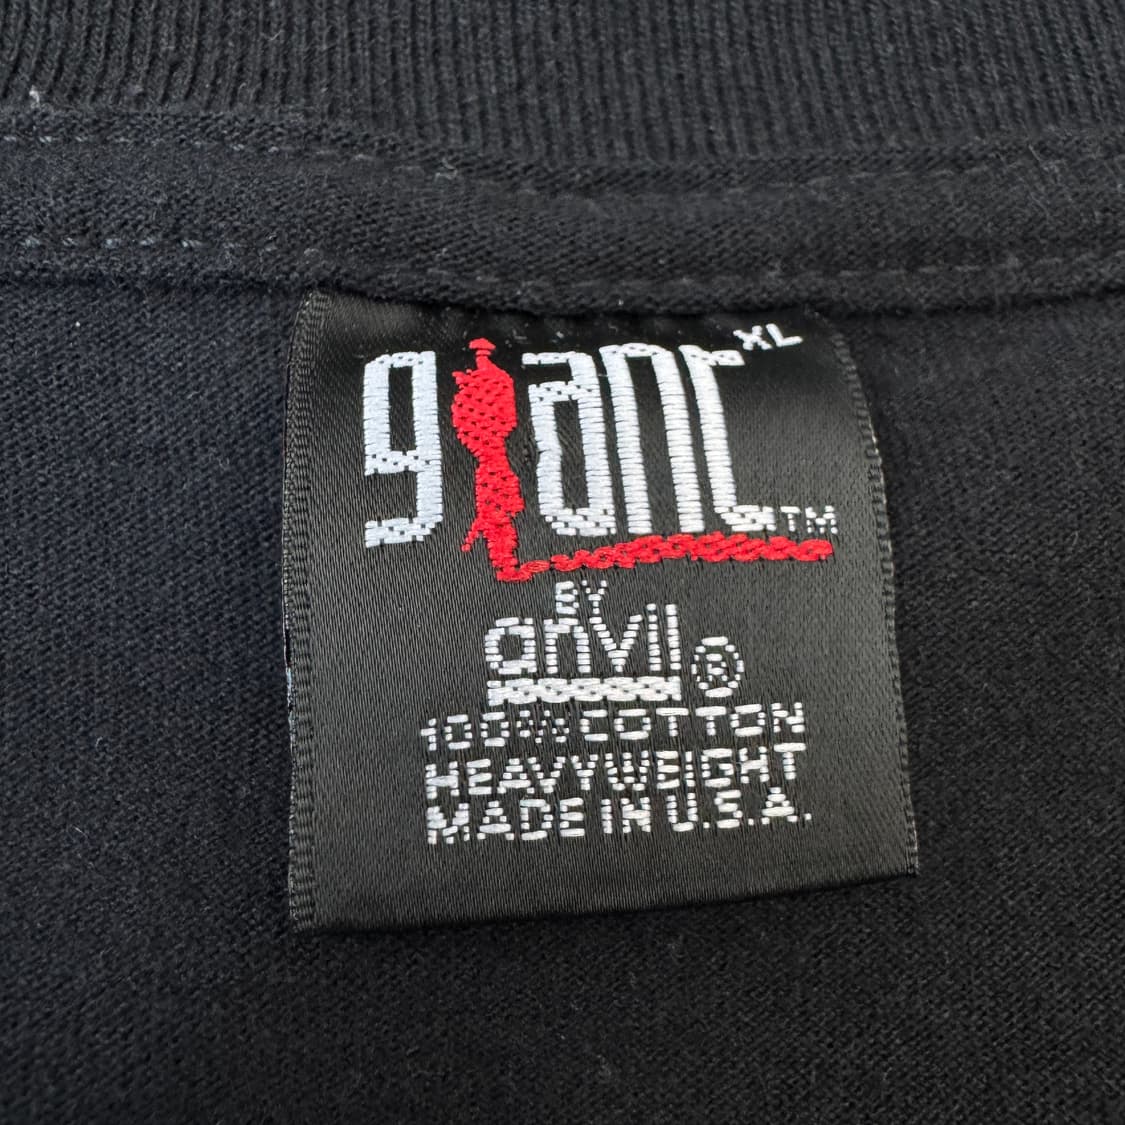 giant XL
TM
BY
anvil ®
100% COTTON
HEAVYWEIGHT
MADE IN U.S.A.